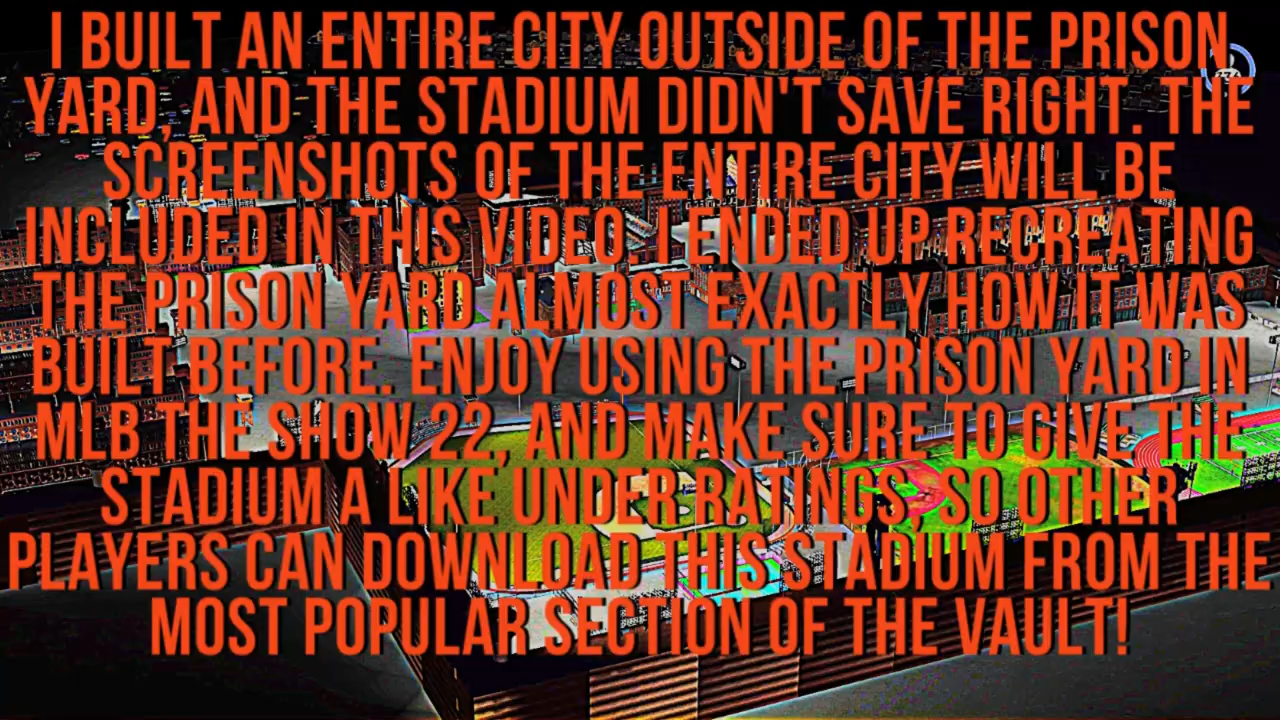 I BUILT AN ENTIRE CITY OUTSIDE OF THE PRISON
YARD, AND THE STADIUM DIDN'T SAVE RIGHT. THE
SCREENSHOTS OF THE ENTIRE CITY WILL BE
INCLUDED IN THIS VIDEO. I ENDED UP RECREATING
THE PRISON YARD ALMOST EXACTLY HOW IT WAS
BUILT BEFORE. ENJOY USING THE PRISON YARD IN
MLB THE SHOW 22, AND MAKE SURE TO GIVE THE
STADIUM A LIKE UNDER RATINGS, SO OTHER
PLAYERS CAN DOWNLOAD THIS STADIUM FROM THE
MOST POPULAR SECTION OF THE VAULT!